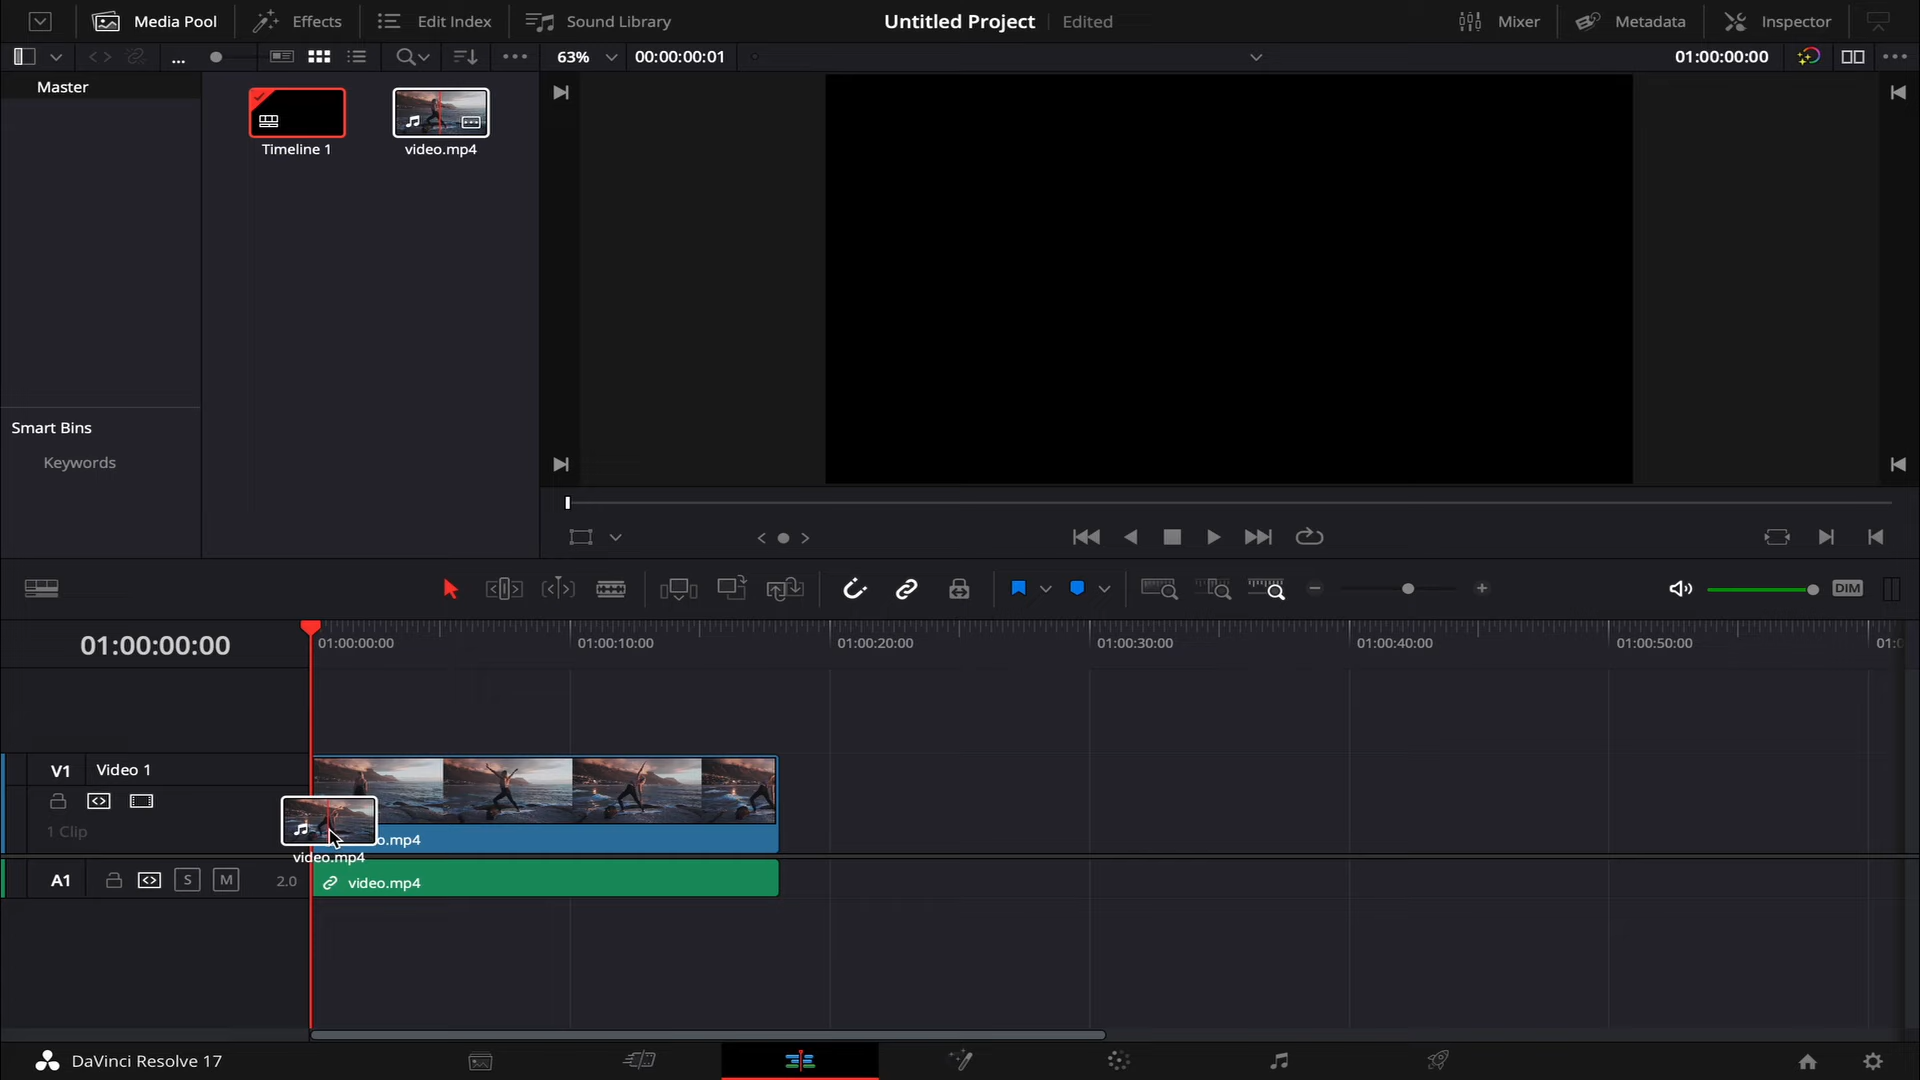 Media Pool
Effects
Edit Index
Sound Library
Untitled Project
Edited
Mixer
Metadata
Inspector
...
63%
00:00:00:01
01:00:00:00
Master
Timeline 1
video.mp4
Smart Bins
Keywords
DIM
01:00:00:00
01:00:00:00
01:00:10:00
01:00:20:00
01:00:30:00
01:00:40:00
01:00:50:00
V1
Video 1
1 Clip
o.mp4
video.mp4
A1
S
M
2.0
video.mp4
DaVinci Resolve 17